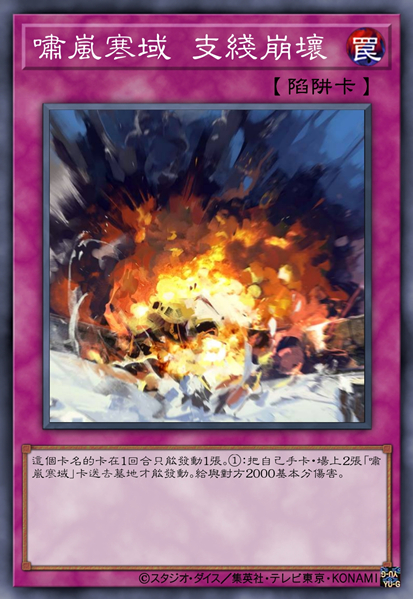 嘯嵐寒域 支綫崩壞
罠
【陷阱卡】
這個卡名的卡在1回合只能發動1張。①:把自己手卡・場上2張「嘯
嵐寒域」卡送去墓地才能發動。給與對方2000基本分傷害。
©スタジオ・ダイス／集英社・テレビ東京・KONAMI